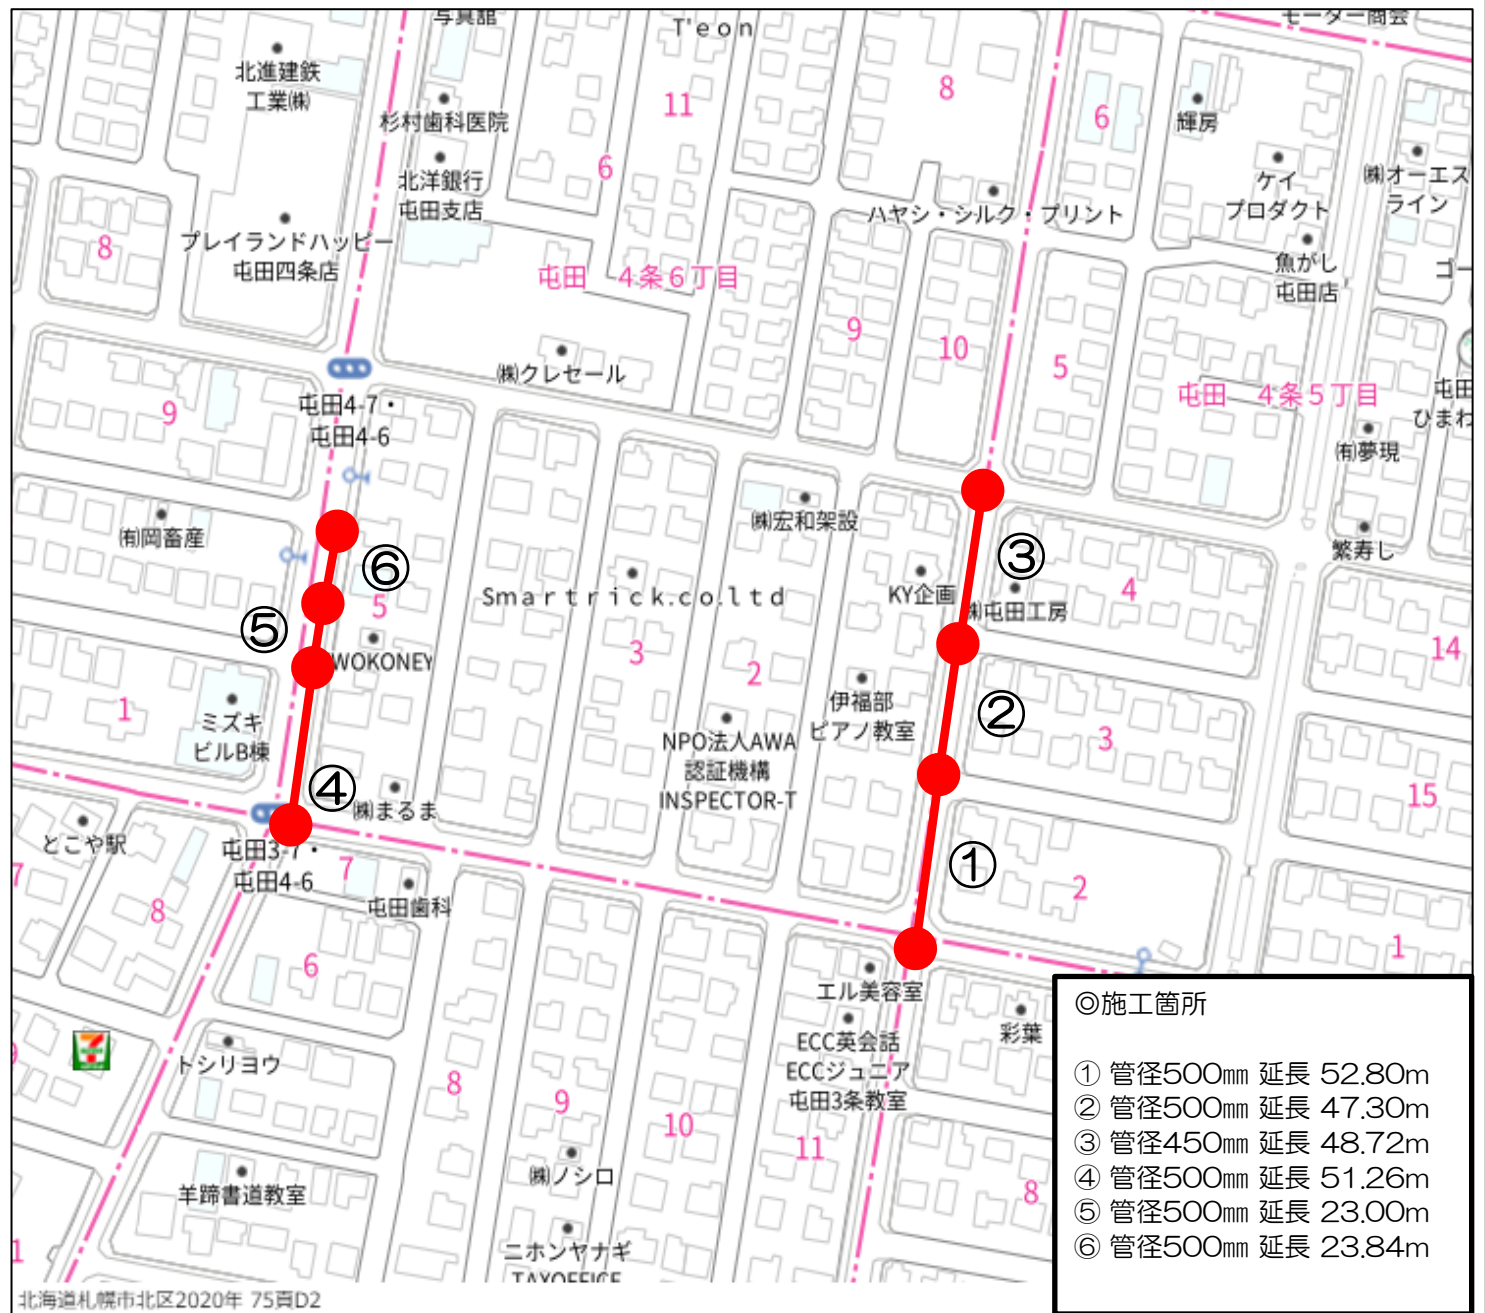 写真館
T'eon
モーター商会
北進建鉄
工業㈱
杉村歯科医院
11
8
6
輝房
北洋銀行
屯田支店
6
ケイ
プロダクト
㈱オーエス
ライン
ハヤシ・シルク・プリント
8
プレイランドハッピー
屯田四条店
屯田 4条6丁目
魚がし
屯田店
ゴー
9
10
5
㈱クレセール
屯田 4条5丁目
屯田
ひまわ
9
屯田4-7・
屯田4-6
㈲夢現
㈲岡畜産
㈱宏和架設
繁寿し
⑥
③
5
Smartrick.co.ltd
KY企画
㈱屯田工房
4
⑤
WOKONEY
3
2
14
1
ミズキ
ビルB棟
伊福部
ピアノ教室
②
3
NPO法人AWA
認証機構
INSPECTOR-T
④
㈱まるま
15
とこや駅
屯田3-7・
屯田4-6
7
①
7
8
屯田歯科
2
6
1
エル美容室
彩葉
ECC英会話
ECCジュニア
屯田3条教室
トシリヨウ
9
8
9
10
11
8
㈱ノシロ
羊蹄書道教室
ニホンヤナギ
TAXOFFICE
1
◎施工箇所
① 管径500㎜ 延長 52.80m
② 管径500㎜ 延長 47.30m
③ 管径450㎜ 延長 48.72m
④ 管径500㎜ 延長 51.26m
⑤ 管径500㎜ 延長 23.00m
⑥ 管径500㎜ 延長 23.84m
北海道札幌市北区2020年 75頁D2